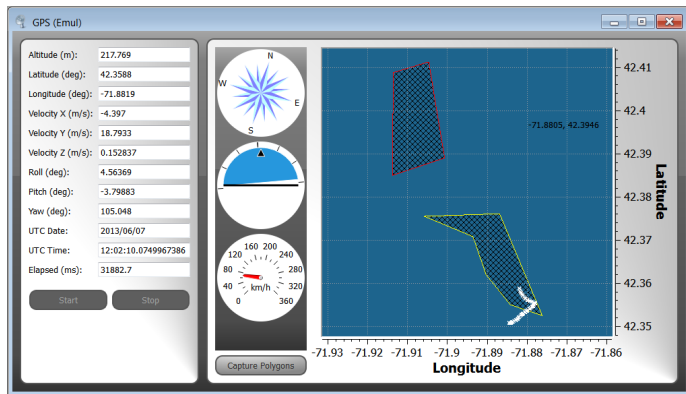 GPS (Emul)
Altitude (m): 217.769
Latitude (deg): 42.3588
Longitude (deg): -71.8819
Velocity X (m/s): -4.397
Velocity Y (m/s): 18.7933
Velocity Z (m/s): 0.152837
Roll (deg): 4.56369
Pitch (deg): -3.79883
Yaw (deg): 105.048
UTC Date: 2013/06/07
UTC Time: 12:02:10.0749967386
Elapsed (ms): 31882.7
Start Stop
N
W
E
S
160 200
120 240
80 280
40 km/h 320
0 360
Capture Polygons
-71.8805, 42.3946
42.41
42.4
42.39
42.38
42.37
42.36
42.35
Latitude
-71.93 -71.92 -71.91 -71.9 -71.89 -71.88 -71.87 -71.86
Longitude